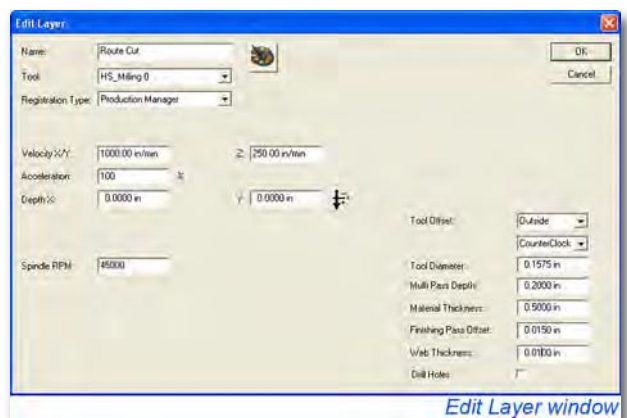 Edit Layer
Name: Route Cut OK
Tool: HS_Milling 0 Cancel
Registration Type: Production Manager
Velocity X/Y: 1000.00 in/min Z: 250.00 in/min
Acceleration: 100 %
Depth X: 0.0000 in Y: 0.0000 in
Tool Offset: Outside
CounterClock
Spindle RPM: 45000 Tool Diameter: 0.1575 in
Multi Pass Depth: 0.2000 in
Material Thickness: 0.5000 in
Finishing Pass Offset: 0.0150 in
Web Thickness: 0.0100 in
Drill Holes
Edit Layer window